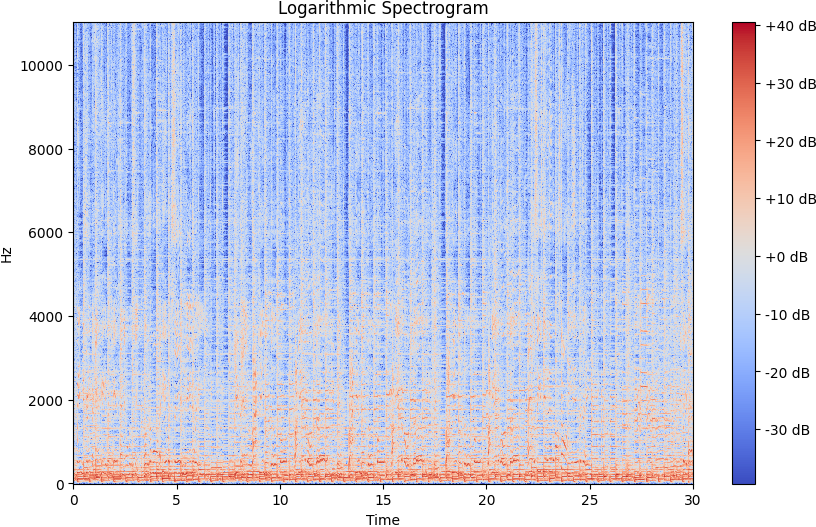 Logarithmic Spectrogram
Hz
10000
8000
6000
4000
2000
0
0 5 10 15 20 25 30
Time
+40 dB
+30 dB
+20 dB
+10 dB
+0 dB
-10 dB
-20 dB
-30 dB